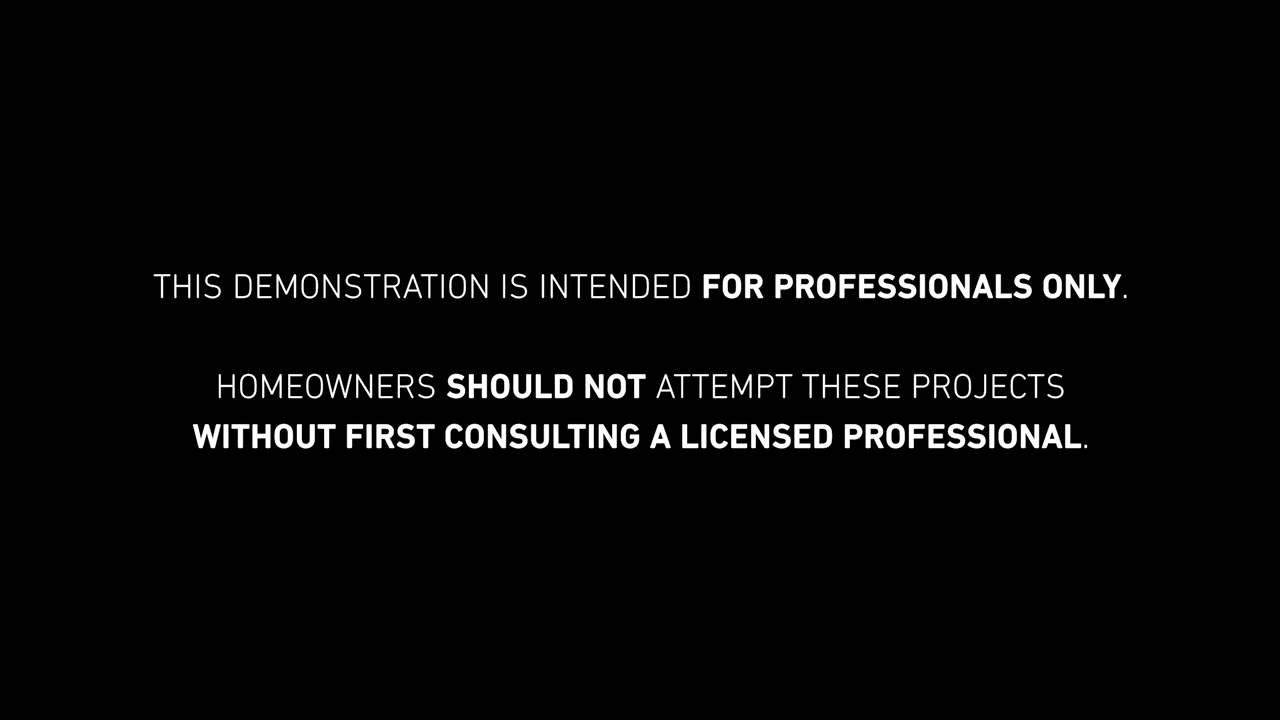 THIS DEMONSTRATION IS INTENDED FOR PROFESSIONALS ONLY.
HOMEOWNERS SHOULD NOT ATTEMPT THESE PROJECTS
WITHOUT FIRST CONSULTING A LICENSED PROFESSIONAL.